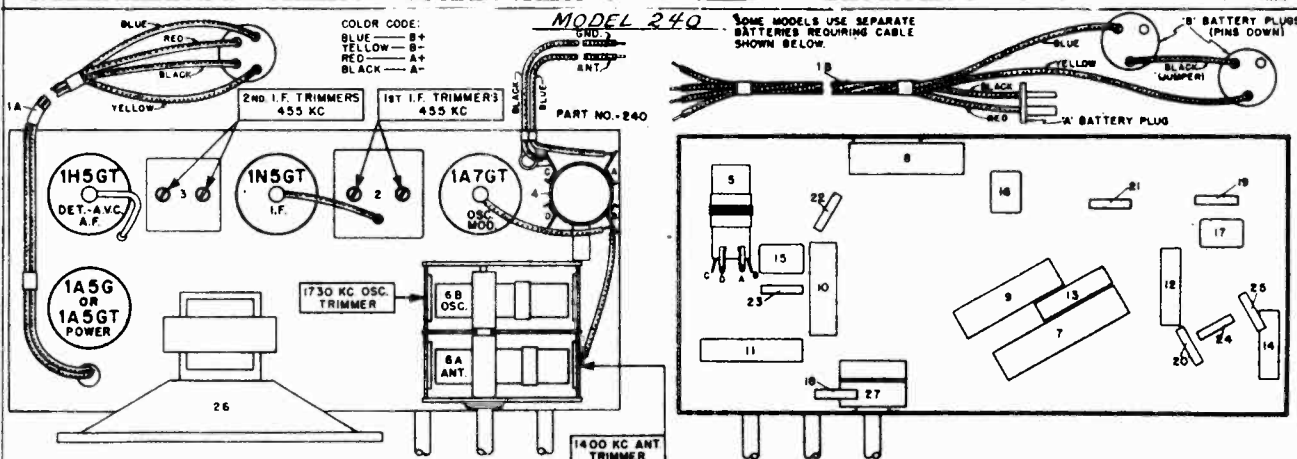 MODEL 240
COLOR CODE:
BLUE — B+
YELLOW — B-
RED — A+
BLACK — A-
BLUE
RED
BLACK
YELLOW
1A
2ND. I.F. TRIMMERS
455 KC
1ST I.F. TRIMMERS
455 KC
GND.
ANT.
BLACK
BLUE
PART NO.-240
SOME MODELS USE SEPARATE
BATTERIES REQUIRING CABLE
SHOWN BELOW.
'B' BATTERY PLUGS
(PINS DOWN)
BLUE
YELLOW
BLACK
(JUMPER)
1B
BLACK
RED
'A' BATTERY PLUG
1H5GT
DET.-A.V.C.
A.F.
3
1N5GT
I.F.
2
1A7GT
OSC.
MOD.
4
C
A
D
B
1A5G
OR
1A5GT
POWER
1730 KC OSC.
TRIMMER
6B
OSC.
6A
ANT.
1400 KC ANT
TRIMMER
26
8
5
C
D
A
B
22
15
23
10
11
18
27
16
21
19
17
9
13
7
12
20
24
25
14